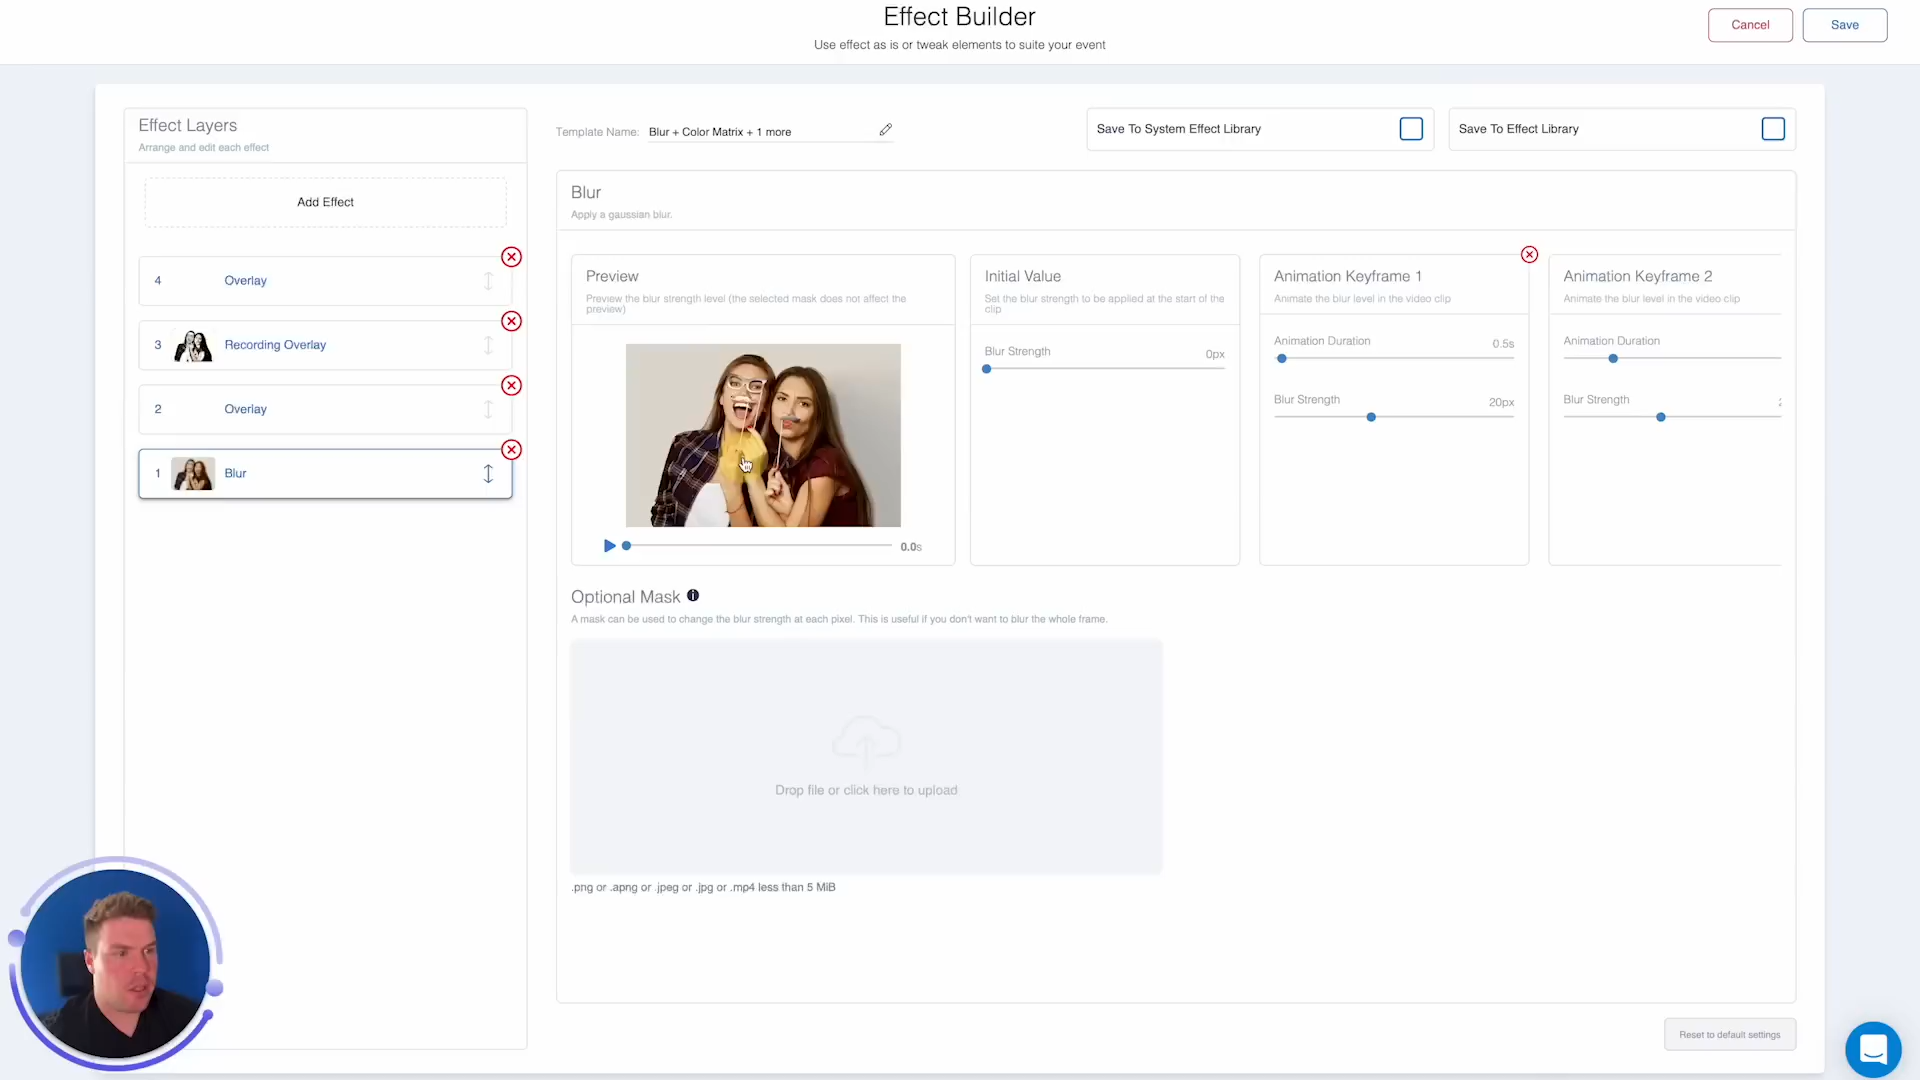 Effect Builder
Use effect as is or tweak elements to suite your event
Cancel
Save
Effect Layers
Arrange and edit each effect
Add Effect
4
Overlay
3
Recording Overlay
2
Overlay
1
Blur
Template Name: Blur + Color Matrix + 1 more
Save To System Effect Library
Save To Effect Library
Blur
Apply a gaussian blur.
Preview
Preview the blur strength level (the selected mask does not affect the
preview)
0.0s
Initial Value
Set the blur strength to be applied at the start of the
clip
Blur Strength
0px
Animation Keyframe 1
Animate the blur level in the video clip
Animation Duration
0.5s
Blur Strength
20px
Animation Keyframe 2
Animate the blur level in the video clip
Animation Duration
Blur Strength
Optional Mask
A mask can be used to change the blur strength at each pixel. This is useful if you don't want to blur the whole frame.
Drop file or click here to upload
.png or .apng or .jpeg or .jpg or .mp4 less than 5 MiB
Reset to default settings